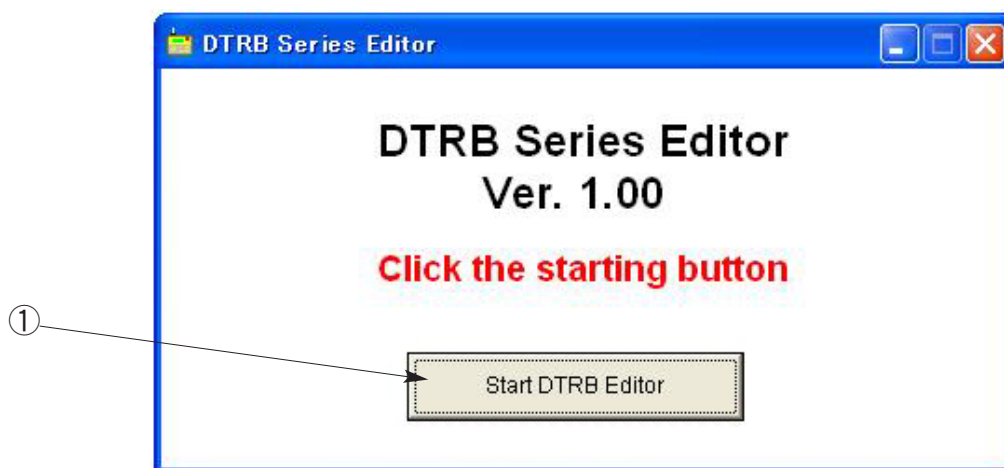 DTRB Series Editor
DTRB Series Editor
Ver. 1.00
Click the starting button
①
Start DTRB Editor